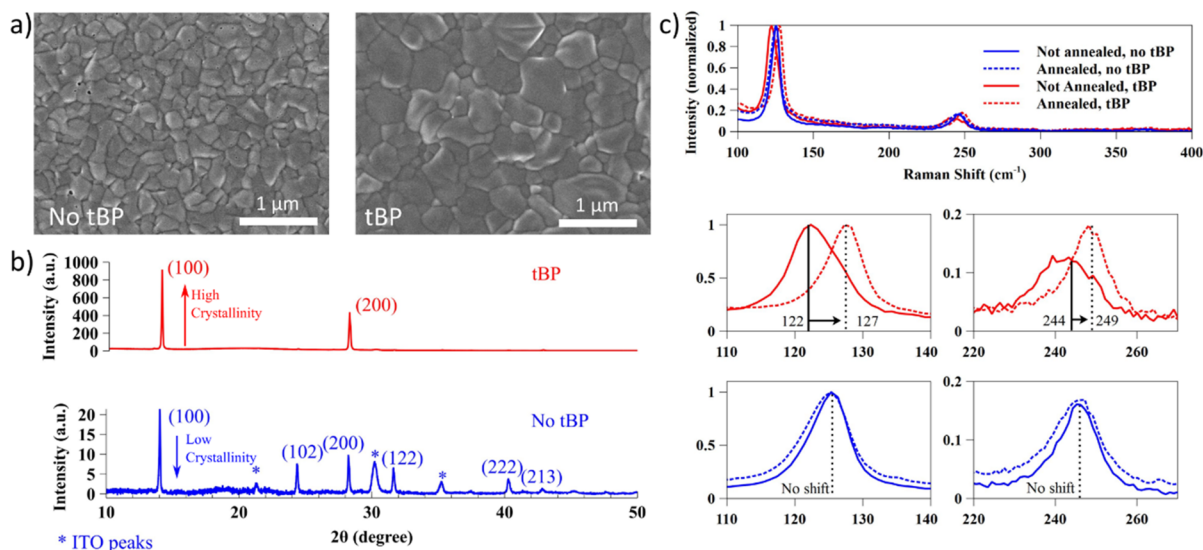 a)
No tBP
1 µm
tBP
1 µm
b)
Intensity (a.u.)
1000
800
600
400
200
0
(100)
High
Crystallinity
(200)
tBP
Intensity (a.u.)
20
15
10
5
0
(100)
Low
Crystallinity
*
(102)
(200)
*
(122)
*
(222)
(213)
No tBP
10
20
30
40
50
2θ (degree)
* ITO peaks
c)
Intensity (normalized)
1
0.8
0.6
0.4
0.2
0
Not annealed, no tBP
Annealed, no tBP
Not Annealed, tBP
Annealed, tBP
100
150
200
250
300
350
400
Raman Shift (cm-1)
1
0.5
0
122
127
110
120
130
140
0.2
0.1
0
244
249
220
240
260
1
0.5
0
No shift
110
120
130
140
0.2
0.1
0
No shift
220
240
260